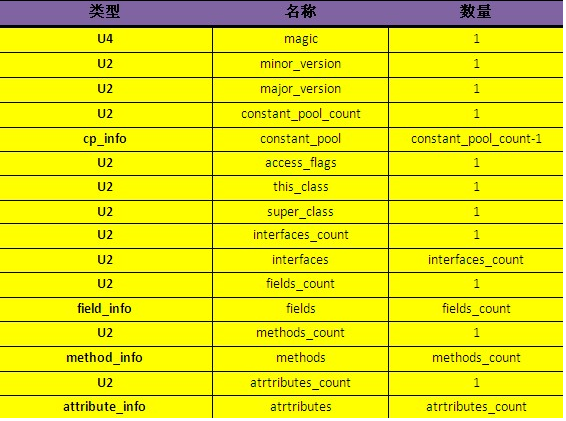 类型 名称 数量
U4 magic 1
U2 minor_version 1
U2 major_version 1
U2 constant_pool_count 1
cp_info constant_pool constant_pool_count-1
U2 access_flags 1
U2 this_class 1
U2 super_class 1
U2 interfaces_count 1
U2 interfaces interfaces_count
U2 fields_count 1
field_info fields fields_count
U2 methods_count 1
method_info methods methods_count
U2 atrtributes_count 1
attribute_info atrtributes atrtributes_count